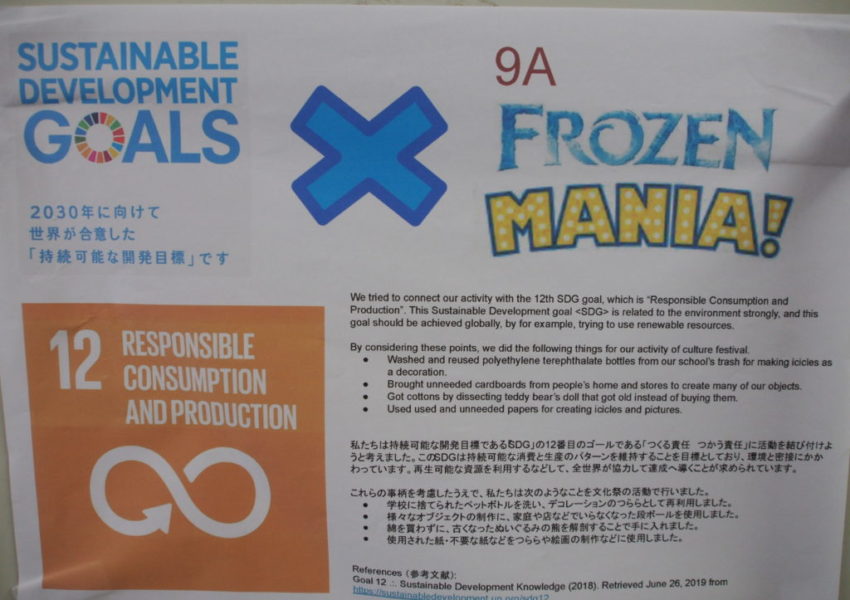 SUSTAINABLE
DEVELOPMENT
GOALS
2030年に向けて
世界が合意した
「持続可能な開発目標」です
9A
FROZEN
MANIA!
12 RESPONSIBLE
CONSUMPTION
AND PRODUCTION
We tried to connect our activity with the 12th SDG goal, which is “Responsible Consumption and
Production”. This Sustainable Development goal <SDG> is related to the environment strongly, and this
goal should be achieved globally, by for example, trying to use renewable resources.
By considering these points, we did the following things for our activity of culture festival.
● Washed and reused polyethylene terephthalate bottles from our school’s trash for making icicles as
a decoration.
● Brought unneeded cardboards from people’s home and stores to create many of our objects.
● Got cottons by dissecting teddy bear’s doll that got old instead of buying them.
● Used used and unneeded papers for creating icicles and pictures.
私たちは持続可能な開発目標である「SDG」の12番目のゴールである「つくる責任 つかう責任」に活動を結び付けよ
うと考えました。このSDGは持続可能な消費と生産のパターンを維持することを目標としており、環境と密接にかか
わっています。再生可能な資源を利用するなどして、全世界が協力して達成へ導くことが求められています。
これらの事柄を考慮したうえで、私たちは次のようなことを文化祭の活動で行いました。
● 学校に捨てられたペットボトルを洗い、デコレーションのつららとして再利用しました。
● 様々なオブジェクトの制作に、家庭や店などでいらなくなった段ボールを使用しました。
● 綿を買わずに、古くなったぬいぐるみの熊を解剖することで手に入れました。
● 使用された紙・不要な紙などをつららや絵画の制作などに使用しました。
References （参考文献）:
Goal 12 .:. Sustainable Development Knowledge (2018). Retrieved June 26, 2019 from
https://sustainabledevelopment.un.org/sdg12